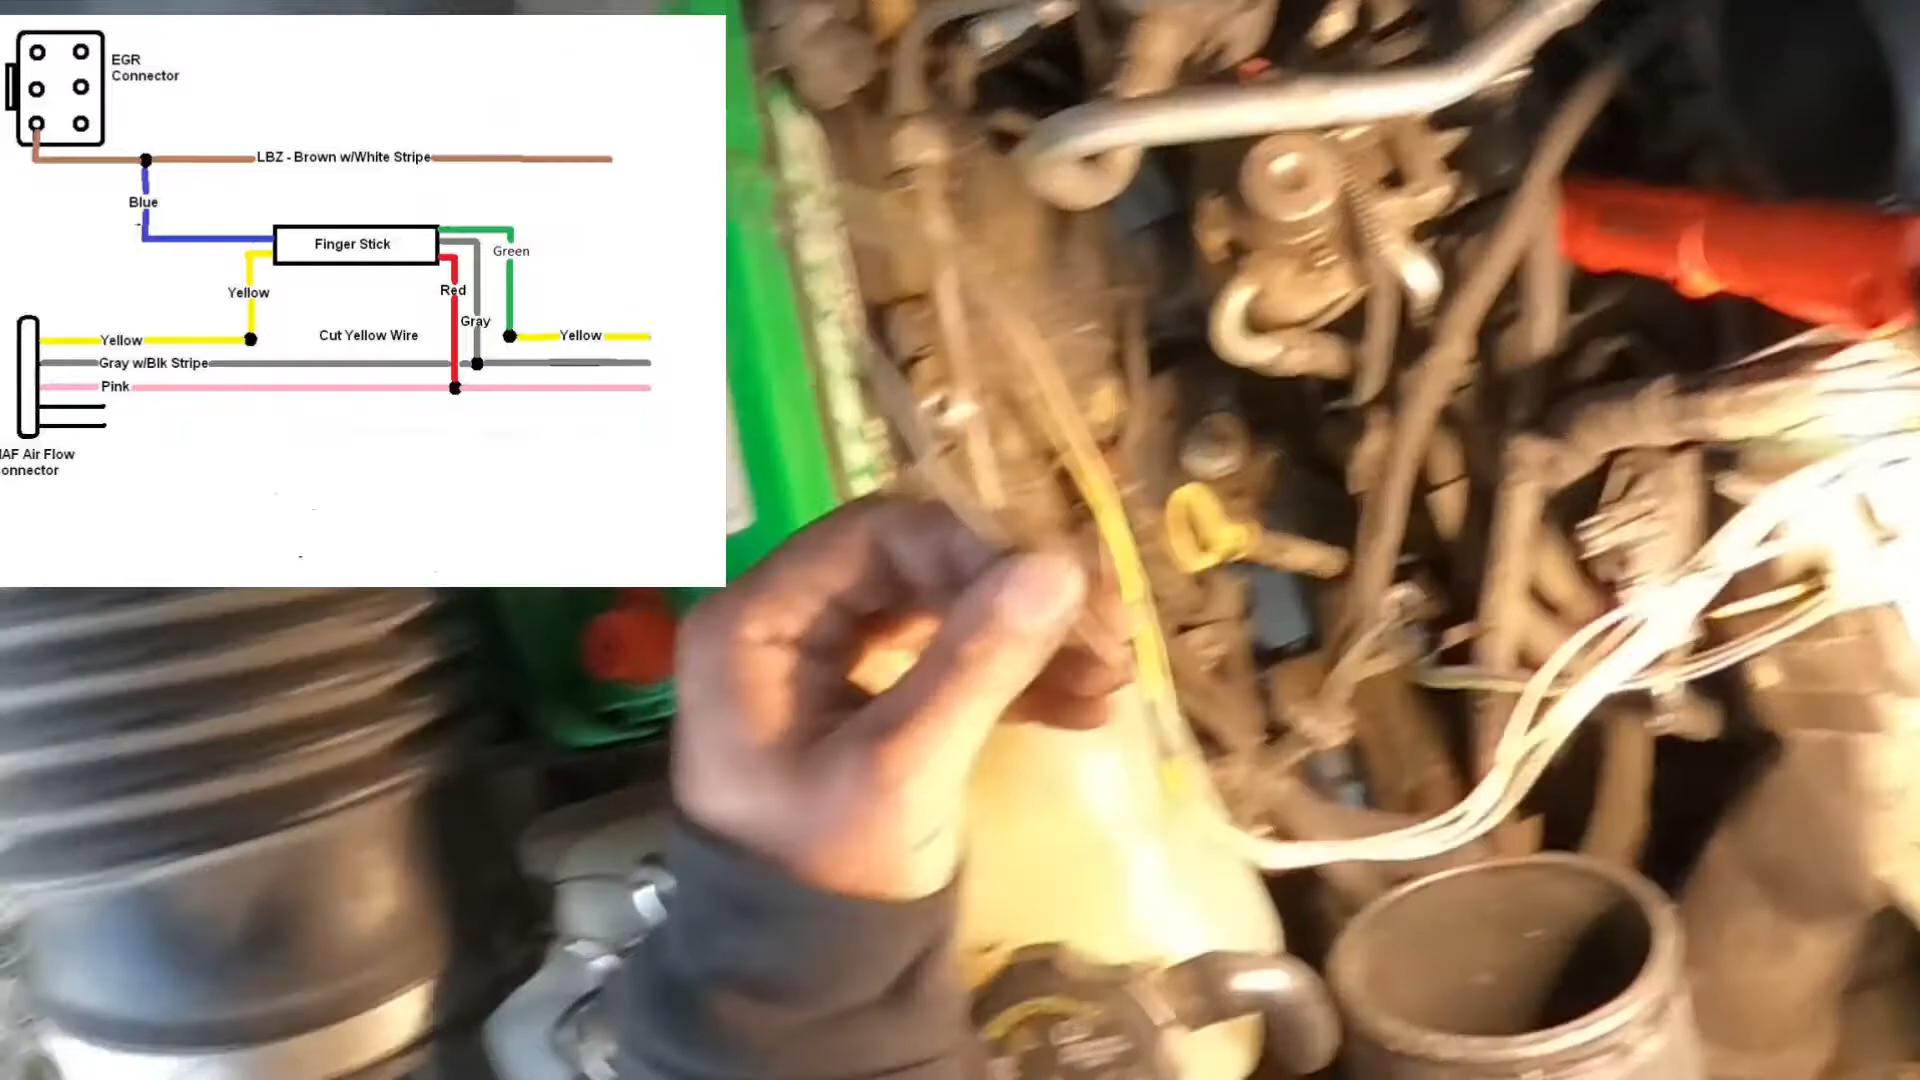 EGR
Connector
LBZ - Brown w/White Stripe
Blue
Finger Stick
Green
Yellow
Red
Gray
Yellow
Cut Yellow Wire
Yellow
Gray w/Blk Stripe
Pink
AF Air Flow
onnector